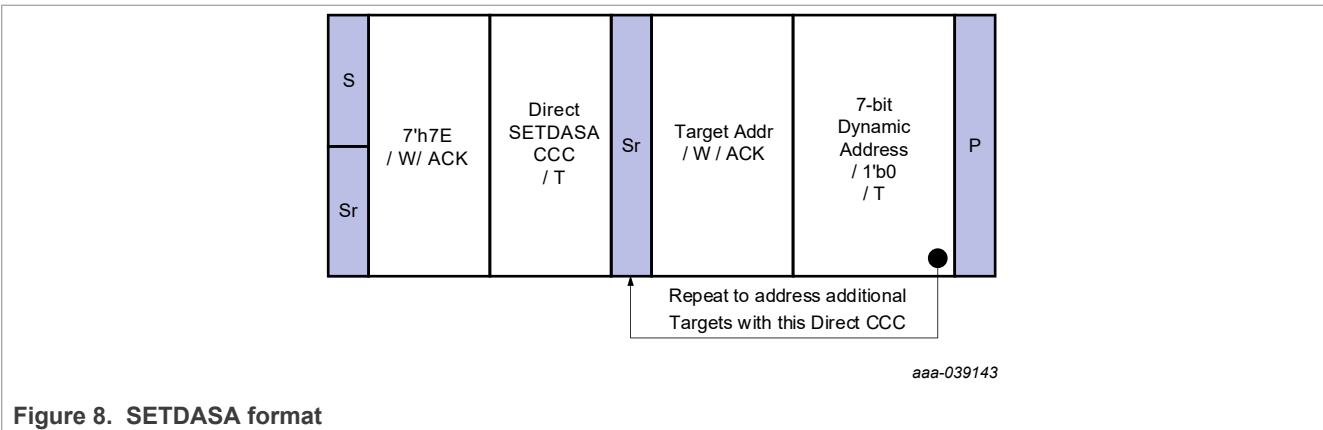 S
Sr
7'h7E
/ W/ ACK
Direct
SETDASA
CCC
/ T
Sr
Target Addr
/ W / ACK
7-bit
Dynamic
Address
/ 1'b0
/ T
P
Repeat to address additional
Targets with this Direct CCC
aaa-039143
Figure 8. SETDASA format